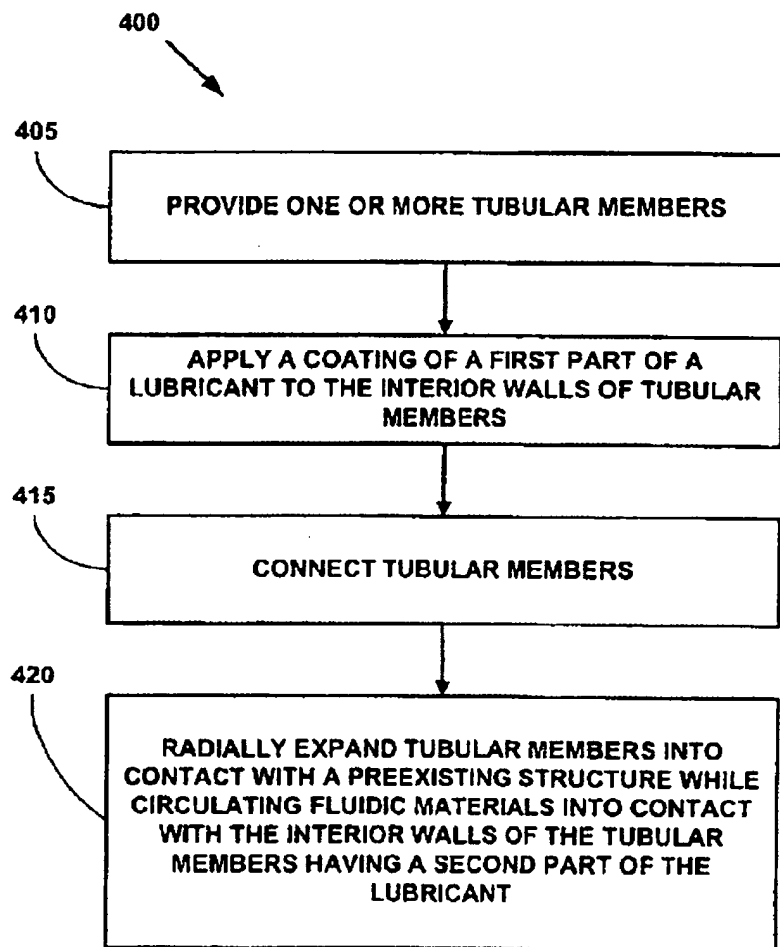 400
405
PROVIDE ONE OR MORE TUBULAR MEMBERS
410
APPLY A COATING OF A FIRST PART OF A
LUBRICANT TO THE INTERIOR WALLS OF TUBULAR
MEMBERS
415
CONNECT TUBULAR MEMBERS
420
RADIALLY EXPAND TUBULAR MEMBERS INTO
CONTACT WITH A PREEXISTING STRUCTURE WHILE
CIRCULATING FLUIDIC MATERIALS INTO CONTACT
WITH THE INTERIOR WALLS OF THE TUBULAR
MEMBERS HAVING A SECOND PART OF THE
LUBRICANT